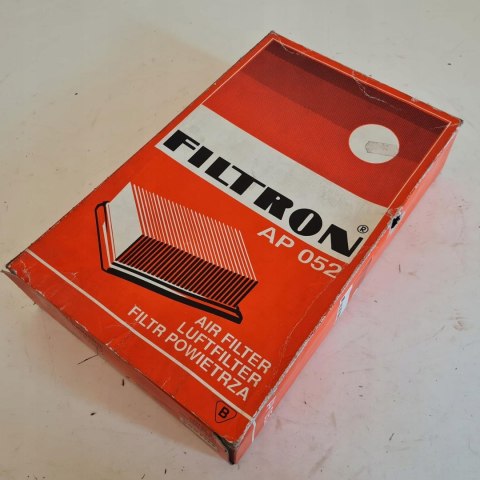 FILTRON®
AP 052
AIR FILTER
LUFTFILTER
FILTR POWIETRZA
B